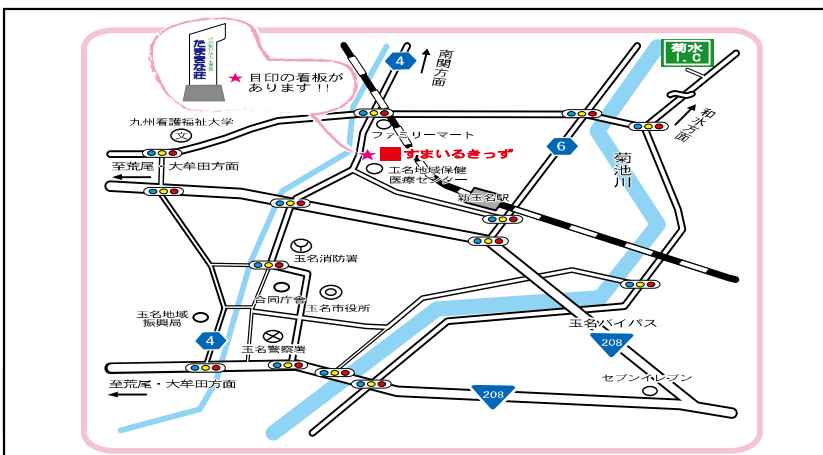 たまきな荘
目印の看板が
あります!!
4
南関方面
菊水
I.C
和水方面
九州看護福祉大学
文
ファミリーマート
すまいるきっず
6
菊池川
至荒尾・大牟田方面
玉名地域保健
医療センター
新玉名駅
玉名消防署
合同庁舎
玉名市役所
玉名地域
振興局
4
玉名警察署
玉名バイパス
208
至荒尾・大牟田方面
セブンイレブン
208